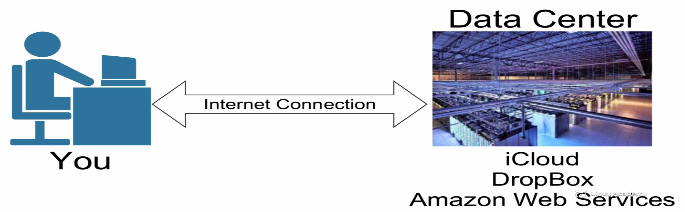 Data Center
Internet Connection
You
iCloud
DropBox
Amazon Web Services